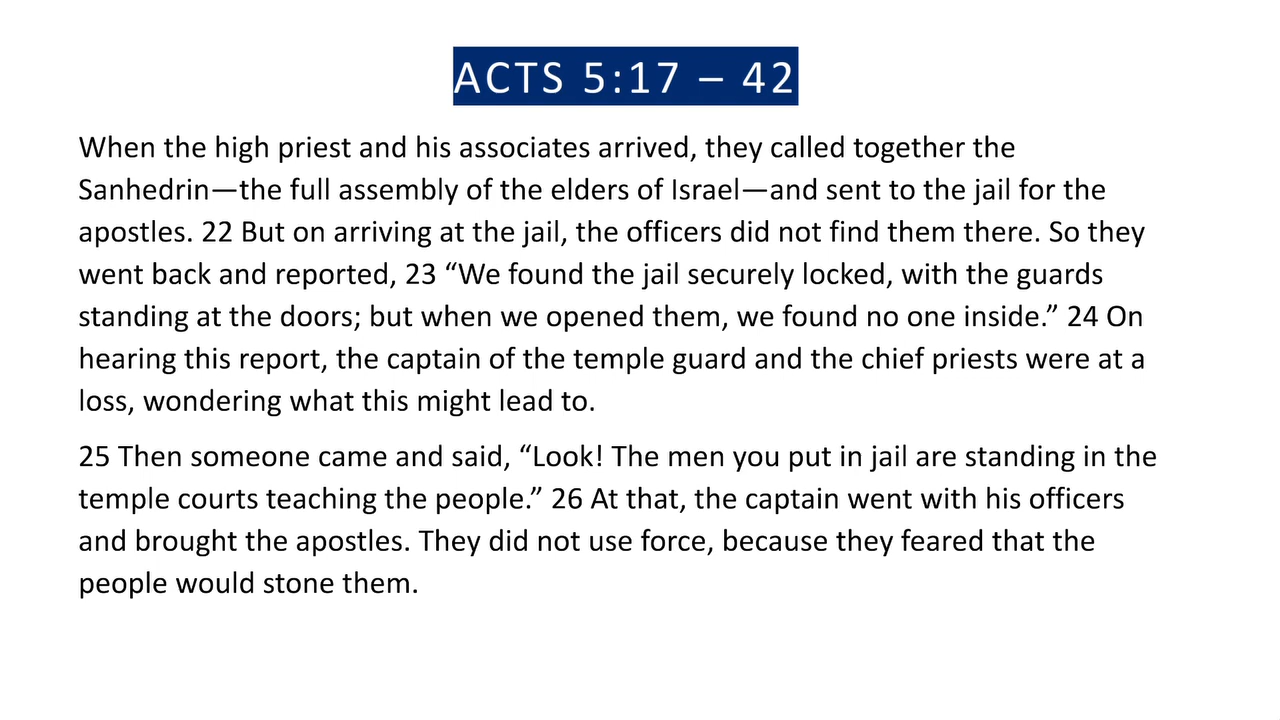 ACTS 5:17 – 42
When the high priest and his associates arrived, they called together the
Sanhedrin—the full assembly of the elders of Israel—and sent to the jail for the
apostles. 22 But on arriving at the jail, the officers did not find them there. So they
went back and reported, 23 “We found the jail securely locked, with the guards
standing at the doors; but when we opened them, we found no one inside.” 24 On
hearing this report, the captain of the temple guard and the chief priests were at a
loss, wondering what this might lead to.
25 Then someone came and said, “Look! The men you put in jail are standing in the
temple courts teaching the people.” 26 At that, the captain went with his officers
and brought the apostles. They did not use force, because they feared that the
people would stone them.